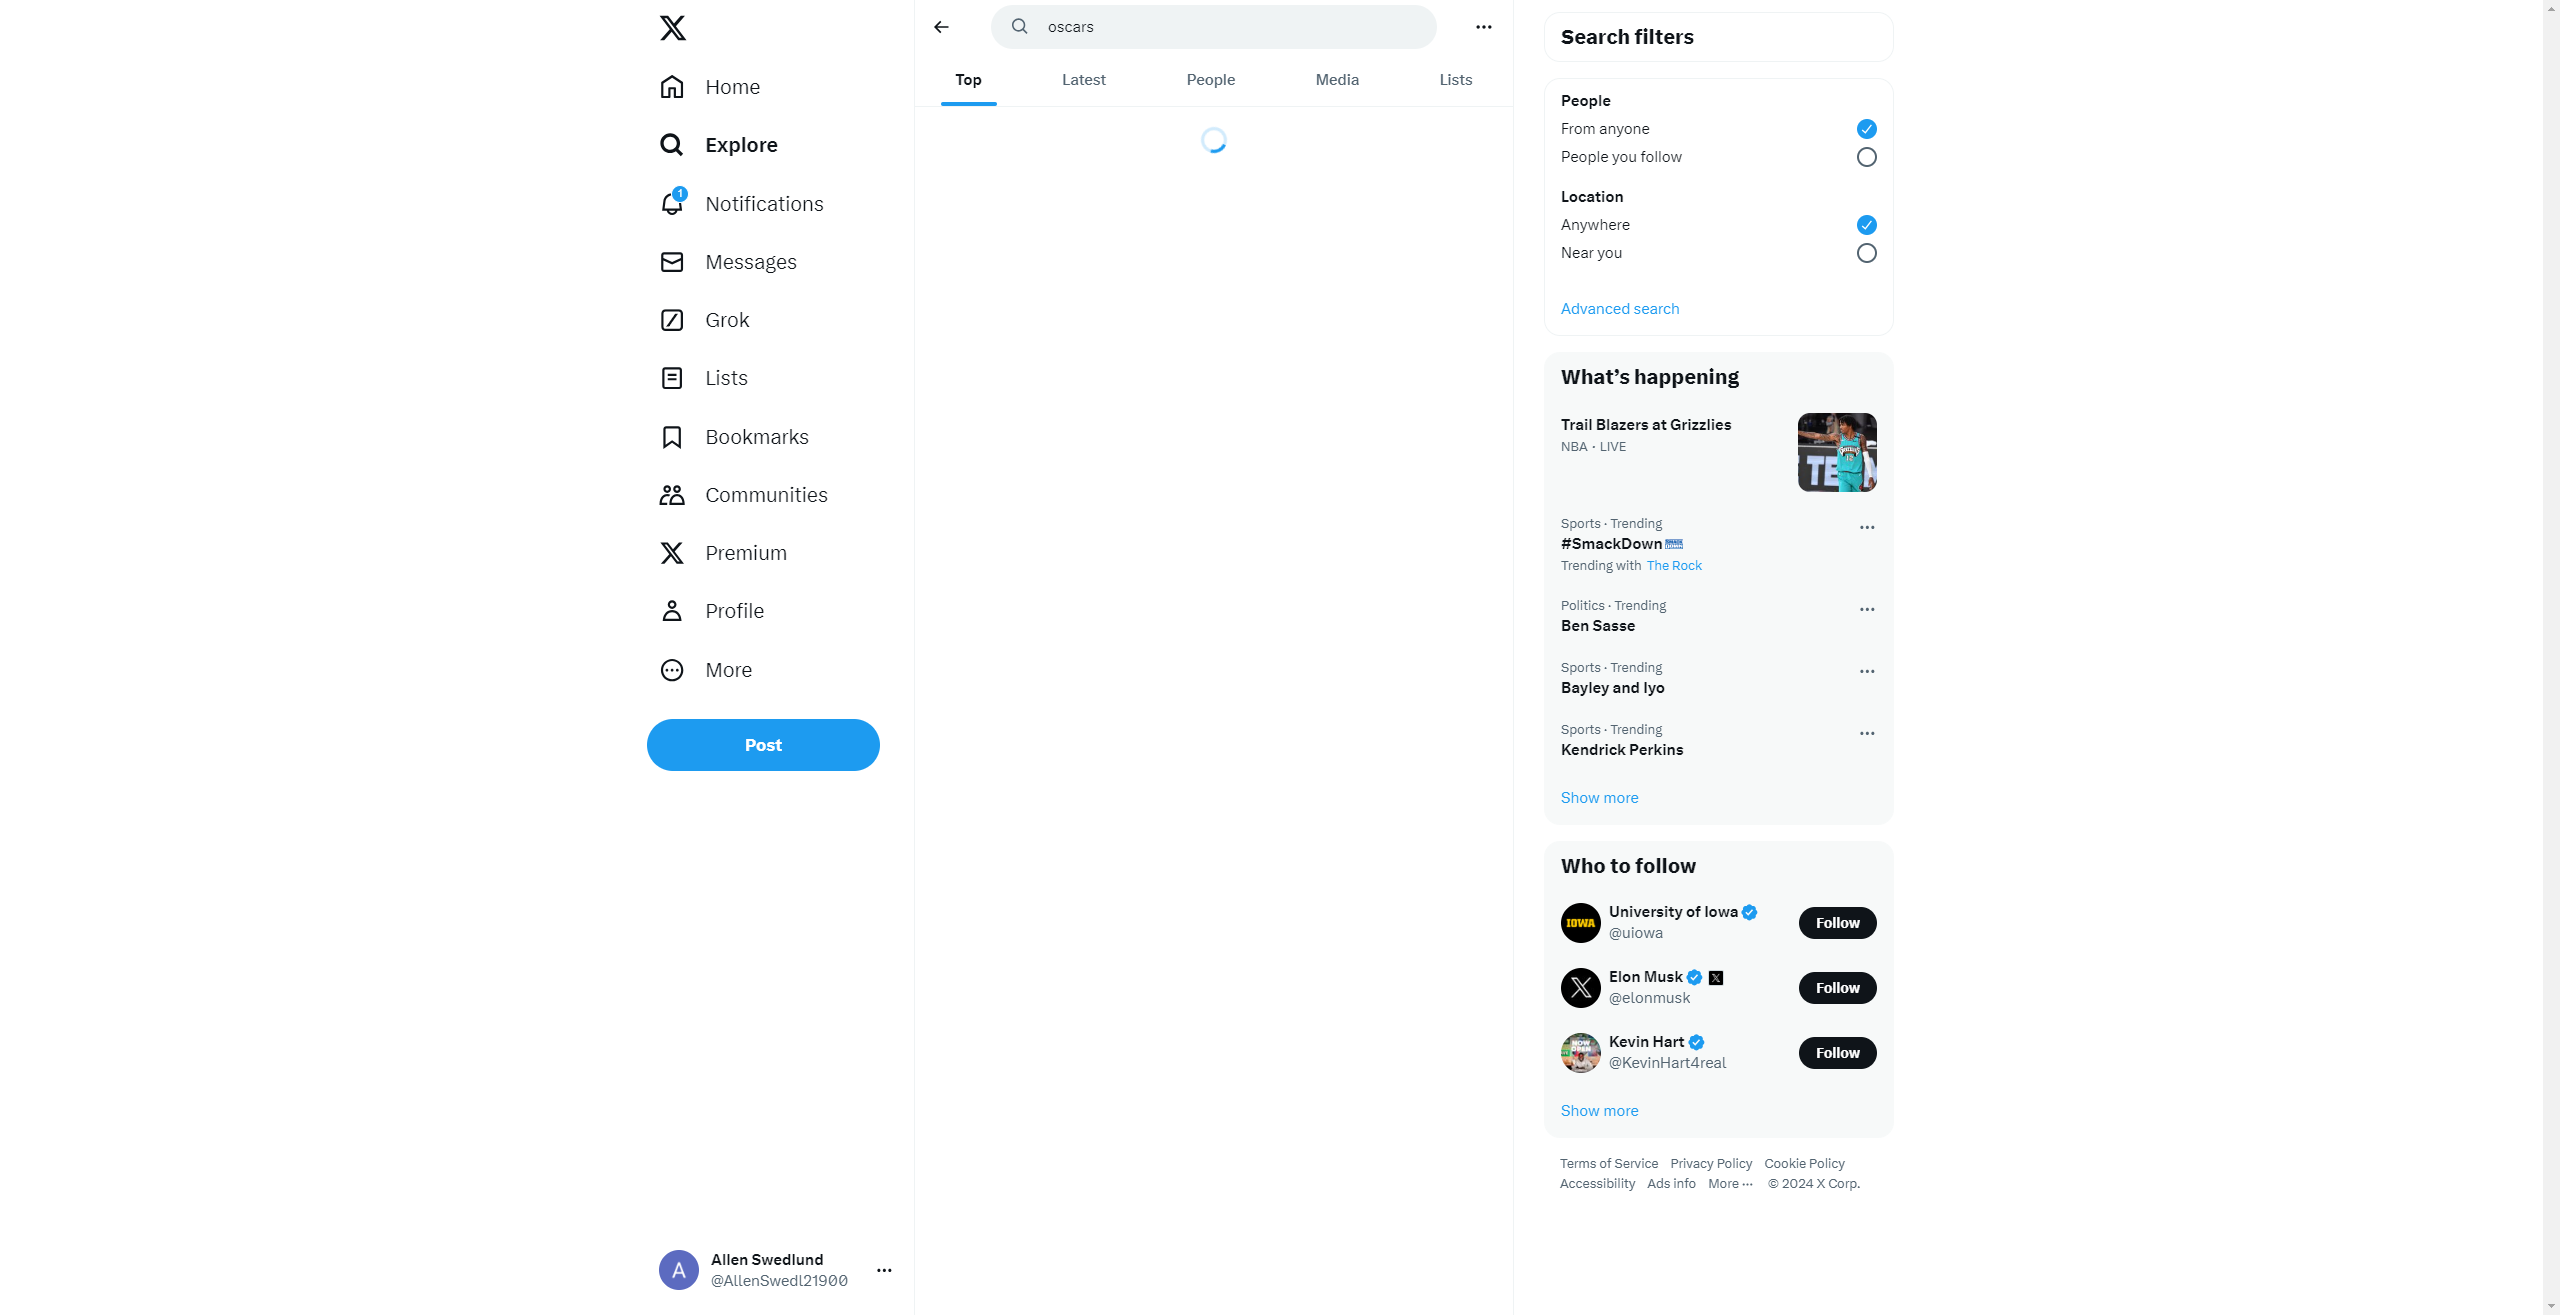 Home
Explore
1
Notifications
Messages
Grok
Lists
Bookmarks
Communities
Premium
Profile
More
Post
A
Allen Swedlund
@AllenSwedl21900
oscars
Top
Latest
People
Media
Lists
Search filters
People
From anyone
People you follow
Location
Anywhere
Near you
Advanced search
What’s happening
Trail Blazers at Grizzlies
NBA · LIVE
Sports · Trending
#SmackDown
Trending with The Rock
Politics · Trending
Ben Sasse
Sports · Trending
Bayley and Iyo
Sports · Trending
Kendrick Perkins
Show more
Who to follow
IOWA
University of Iowa
@uiowa
Follow
Elon Musk
@elonmusk
Follow
Kevin Hart
@KevinHart4real
Follow
Show more
Terms of Service Privacy Policy Cookie Policy
Accessibility Ads info More ··· © 2024 X Corp.